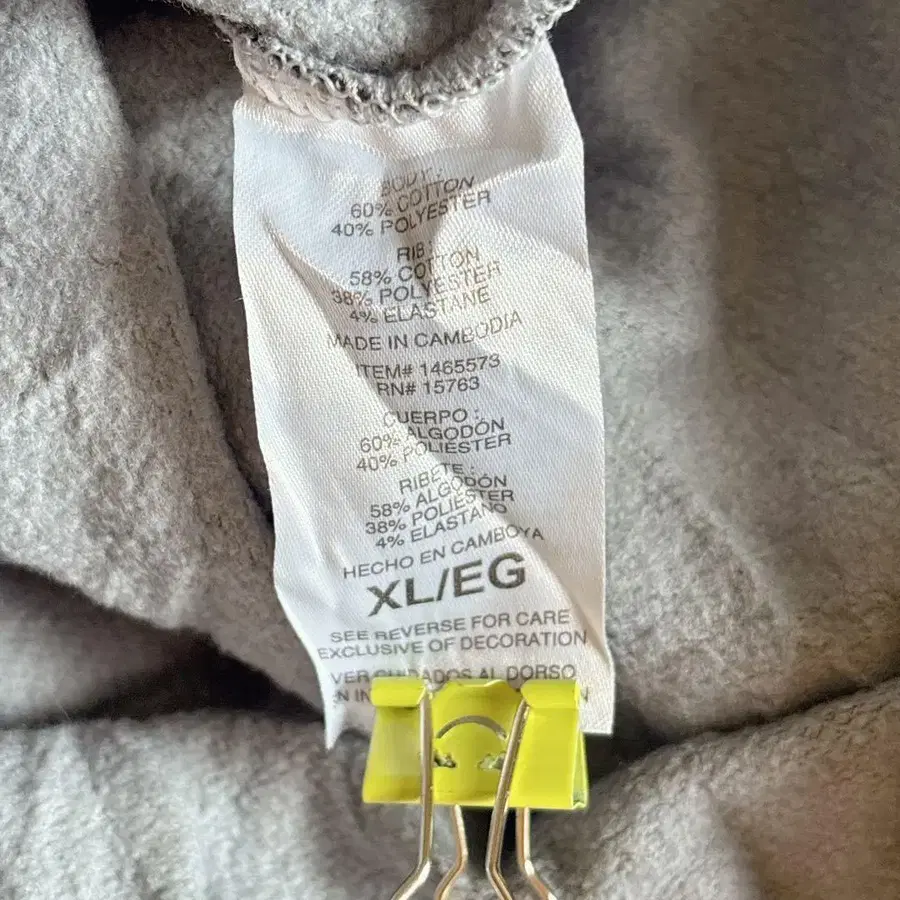 BODY :
60% COTTON
40% POLYESTER
RIB :
58% COTTON
38% POLYESTER
4% ELASTANE
MADE IN CAMBODIA
ITEM# 1465573
RN# 15763
CUERPO :
60% ALGODÓN
40% POLIÉSTER
RIBETE :
58% ALGODÓN
38% POLIÉSTER
4% ELASTANO
HECHO EN CAMBOYA
XL/EG
SEE REVERSE FOR CARE
EXCLUSIVE OF DECORATION
VER CUIDADOS AL DORSO